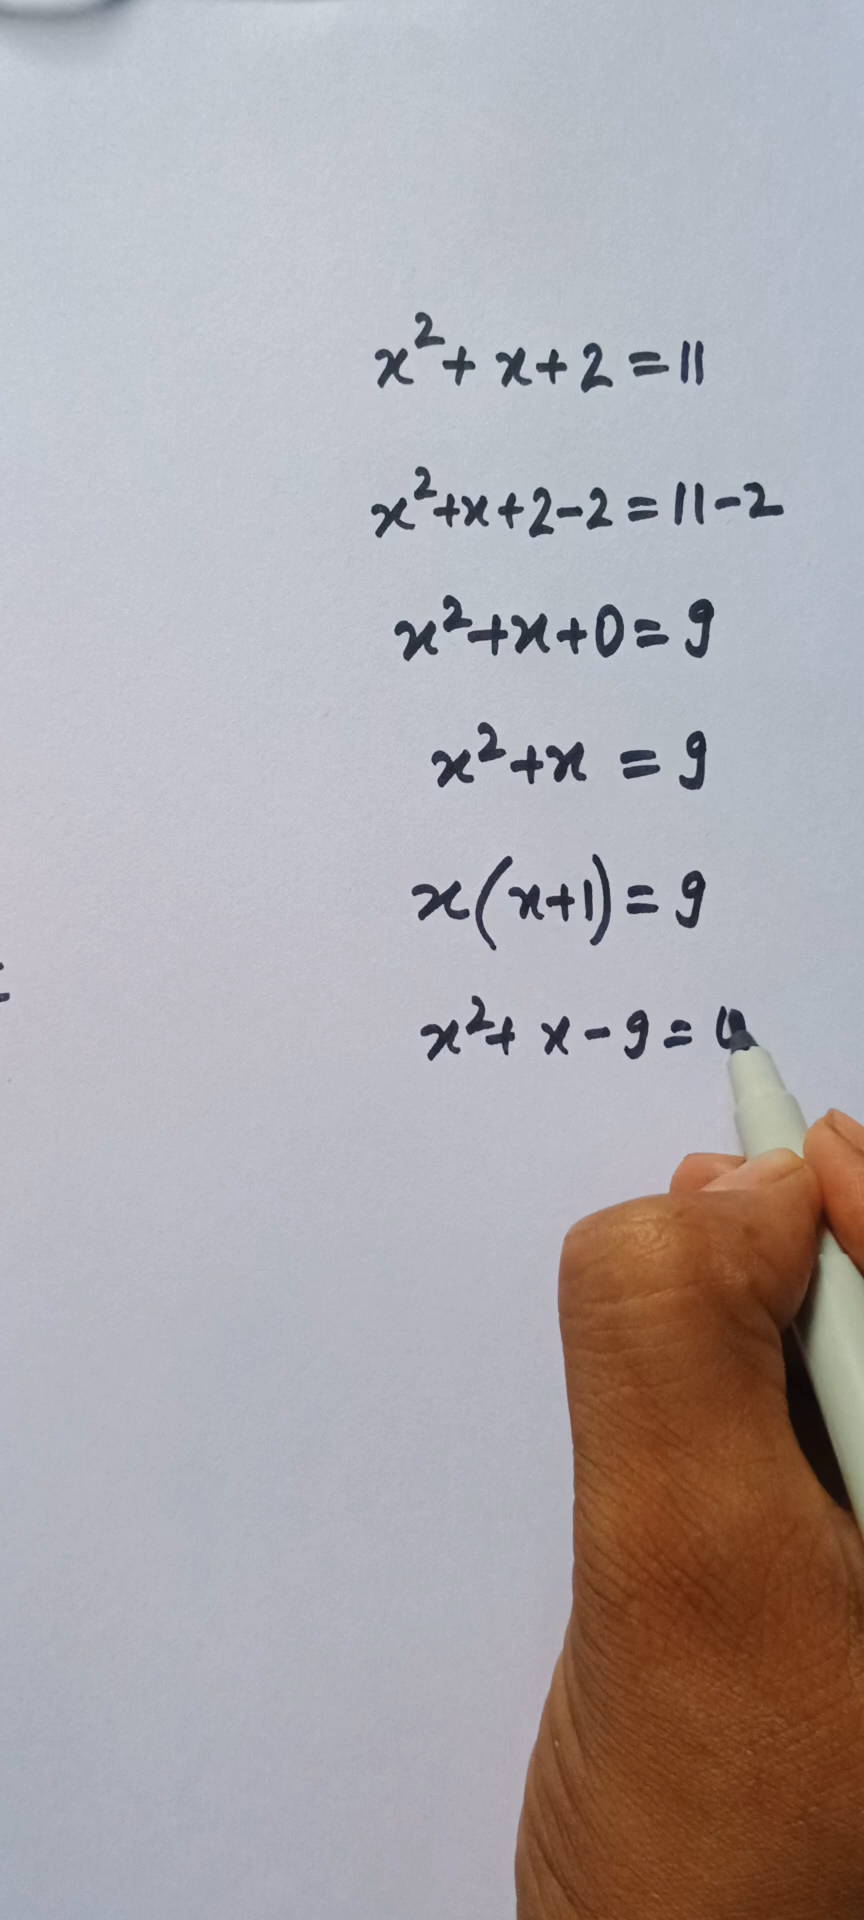 x²+x+2=11
x²+x+2-2=11-2
x²+x+0=9
x²+x =9
x(x+1)=9
x²+x-9=0